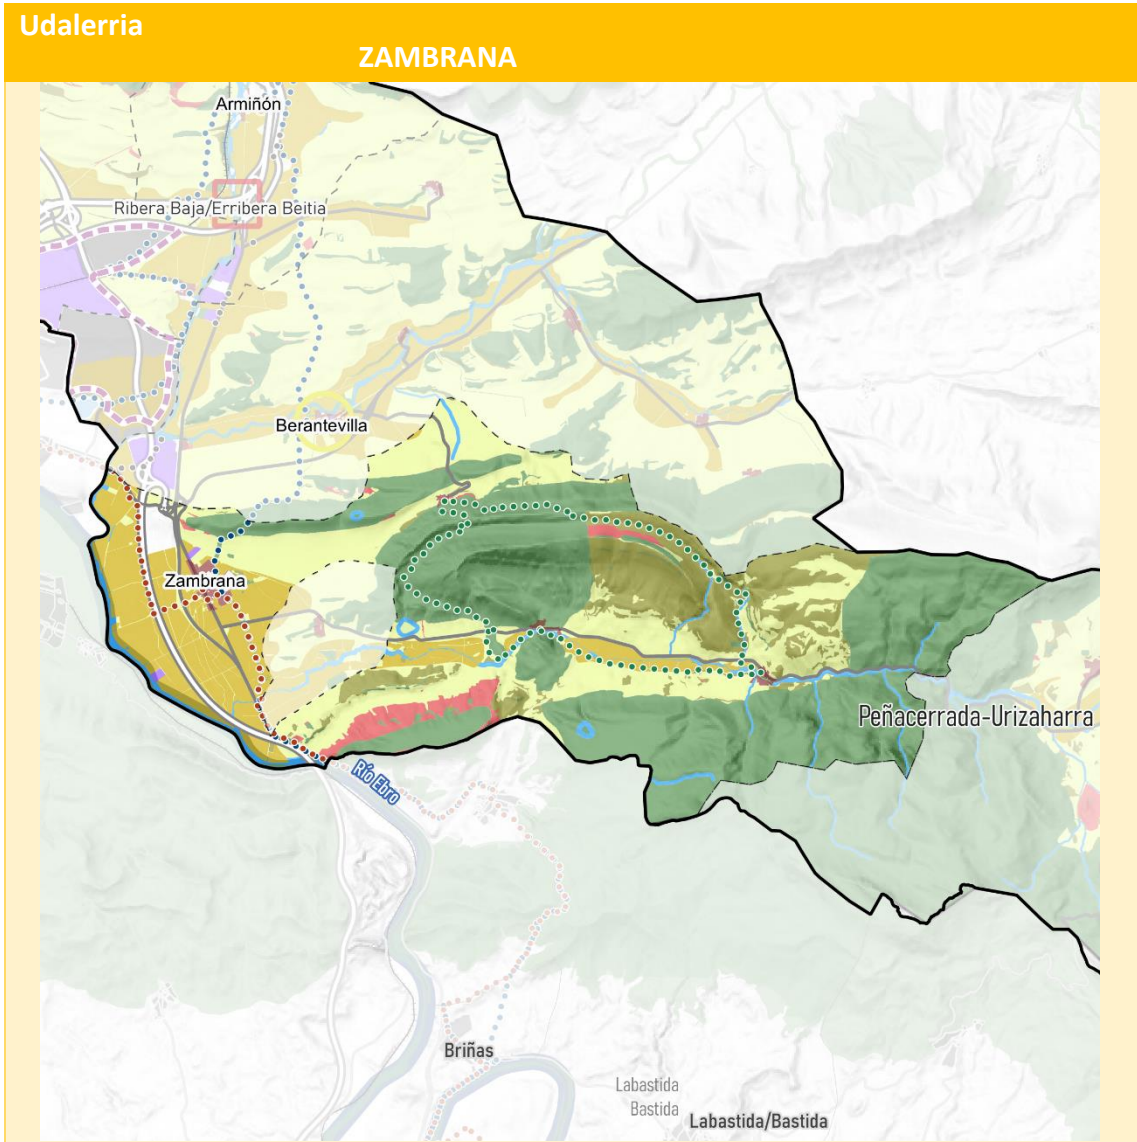 Udalerria
ZAMBRANA
Armiñón
Ribera Baja/Erribera Beitia
Berantevilla
Zambrana
Peñacerrada-Urizaharra
Río Ebro
Briñas
Labastida
Bastida
Labastida/Bastida